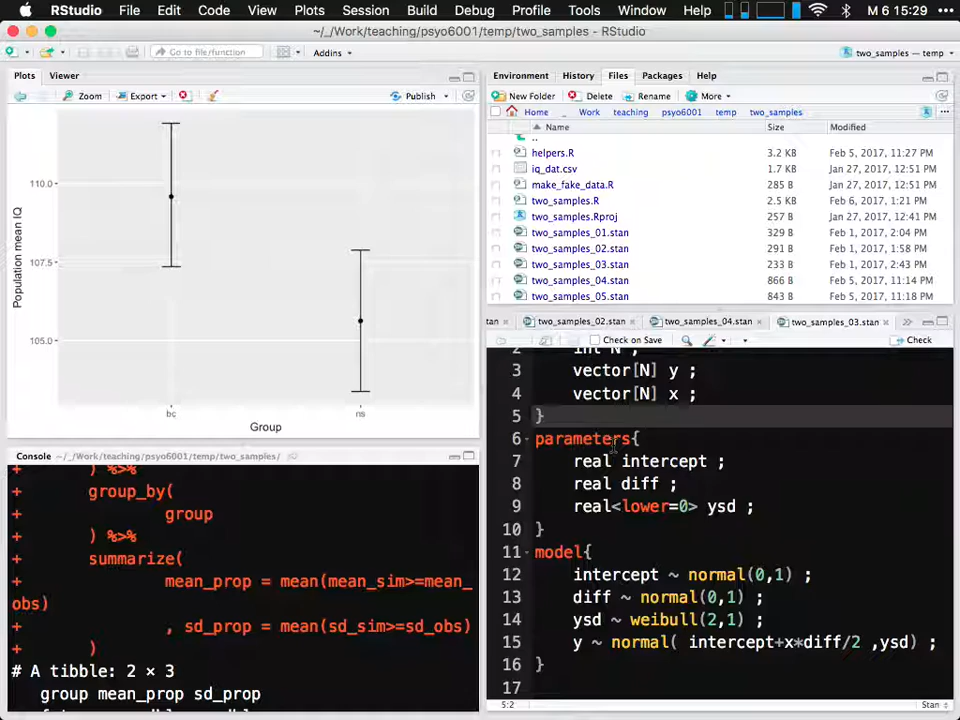 RStudio File Edit Code View Plots Session Build Debug Profile Tools Window Help M 6 15:29
~/_Work/teaching/psyo6001/temp/two_samples - RStudio
Go to file/function Addins two_samples — temp
Plots Viewer
Zoom Export Publish
Population mean IQ
110.0
107.5
105.0
bc ns
Group
Environment History Files Packages Help
New Folder Delete Rename More
Home _ Work teaching psyo6001 temp two_samples
Name Size Modified
..
helpers.R 3.2 KB Feb 5, 2017, 11:27 PM
iq_dat.csv 1.7 KB Jan 27, 2017, 12:51 PM
make_fake_data.R 285 B Jan 27, 2017, 12:51 PM
two_samples.R 2.5 KB Feb 6, 2017, 1:21 PM
two_samples.Rproj 257 B Jan 27, 2017, 12:41 PM
two_samples_01.stan 329 B Feb 1, 2017, 2:04 PM
two_samples_02.stan 291 B Feb 1, 2017, 1:58 PM
two_samples_03.stan 233 B Feb 1, 2017, 2:43 PM
two_samples_04.stan 866 B Feb 5, 2017, 11:14 PM
two_samples_05.stan 843 B Feb 5, 2017, 11:18 PM
Console ~/_Work/teaching/psyo6001/temp/two_samples/
+ ) %>%
+ group_by(
+ group
+ ) %>%
+ summarize(
+ mean_prop = mean(mean_sim>=mean_
obs)
+ , sd_prop = mean(sd_sim>=sd_obs)
+ )
# A tibble: 2 × 3
group mean_prop sd_prop
tan two_samples_02.stan two_samples_04.stan two_samples_03.stan
Check on Save Check
2 int N ;
3 vector[N] y ;
4 vector[N] x ;
5 }
6 parameters{
7 real intercept ;
8 real diff ;
9 real<lower=0> ysd ;
10 }
11 model{
12 intercept ~ normal(0,1) ;
13 diff ~ normal(0,1) ;
14 ysd ~ weibull(2,1) ;
15 y ~ normal( intercept+x*diff/2 ,ysd) ;
16 }
17
5:2 Stan